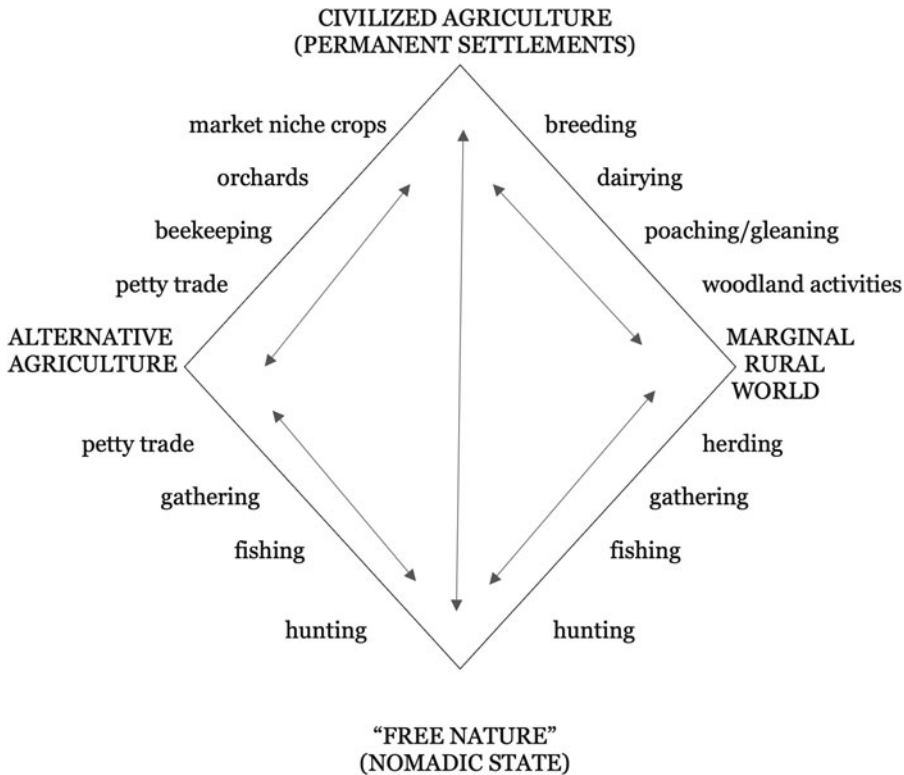 CIVILIZED AGRICULTURE
(PERMANENT SETTLEMENTS)
market niche crops
breeding
orchards
dairying
beekeeping
poaching/gleaning
petty trade
woodland activities
ALTERNATIVE
AGRICULTURE
MARGINAL
RURAL
WORLD
petty trade
herding
gathering
gathering
fishing
fishing
hunting
hunting
“FREE NATURE”
(NOMADIC STATE)